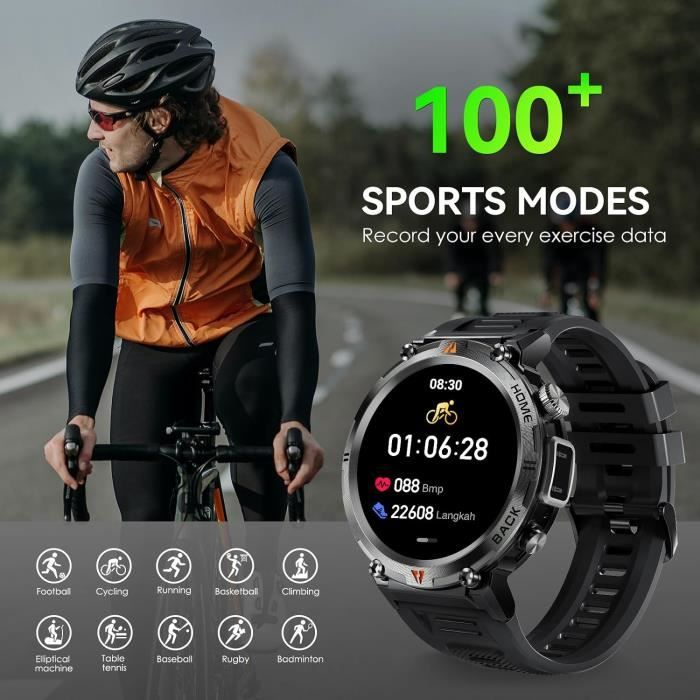 100+
SPORTS MODES
Record your every exercise data
08:30
HOME
01:06:28
088 Bmp
22608 Langkah
BACK
Football
Cycling
Running
Basketball
Climbing
Elliptical
machine
Table
tennis
Baseball
Rugby
Badminton